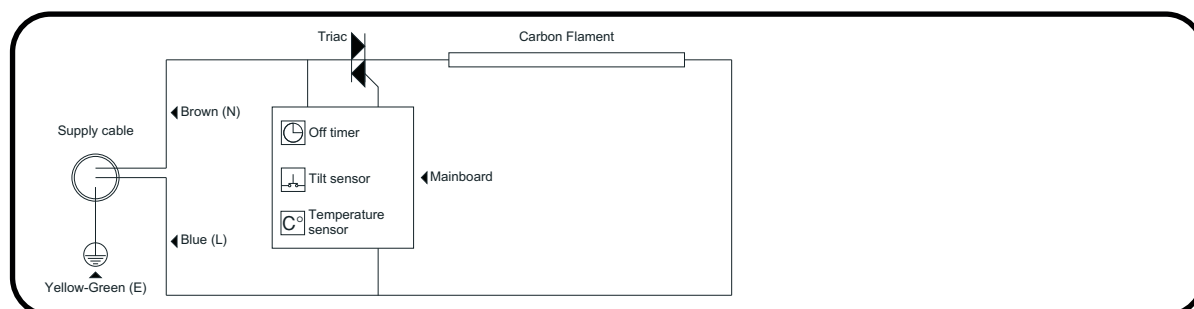 Triac
Carbon Flament
Brown (N)
Supply cable
Off timer
Tilt sensor
Mainboard
C°
Temperature
sensor
Blue (L)
Yellow-Green (E)